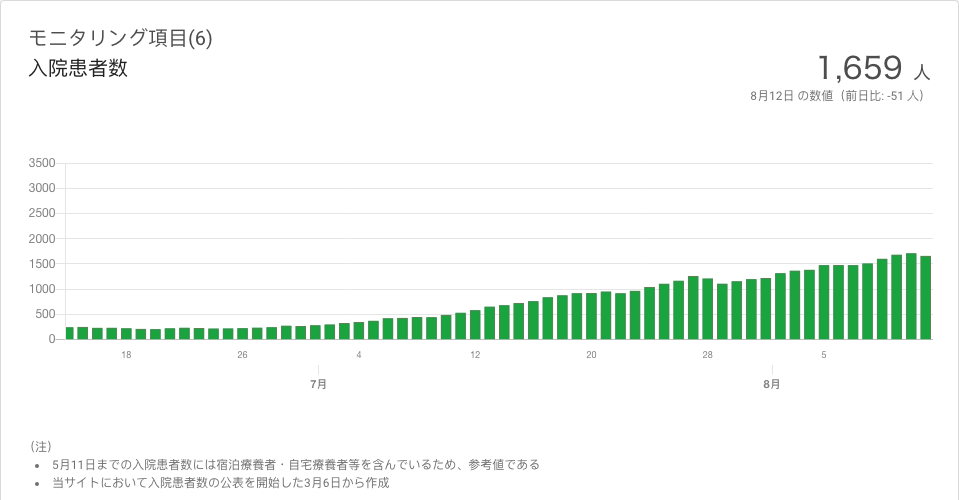 モニタリング項目(6)
入院患者数
1,659 人
8月12日 の数値（前日比: -51 人）
3500
3000
2500
2000
1500
1000
500
0
18 26 4 12 20 28 5
7月 8月
（注）
• 5月11日までの入院患者数には宿泊療養者・自宅療養者等を含んでいるため、参考値である
• 当サイトにおいて入院患者数の公表を開始した3月6日から作成